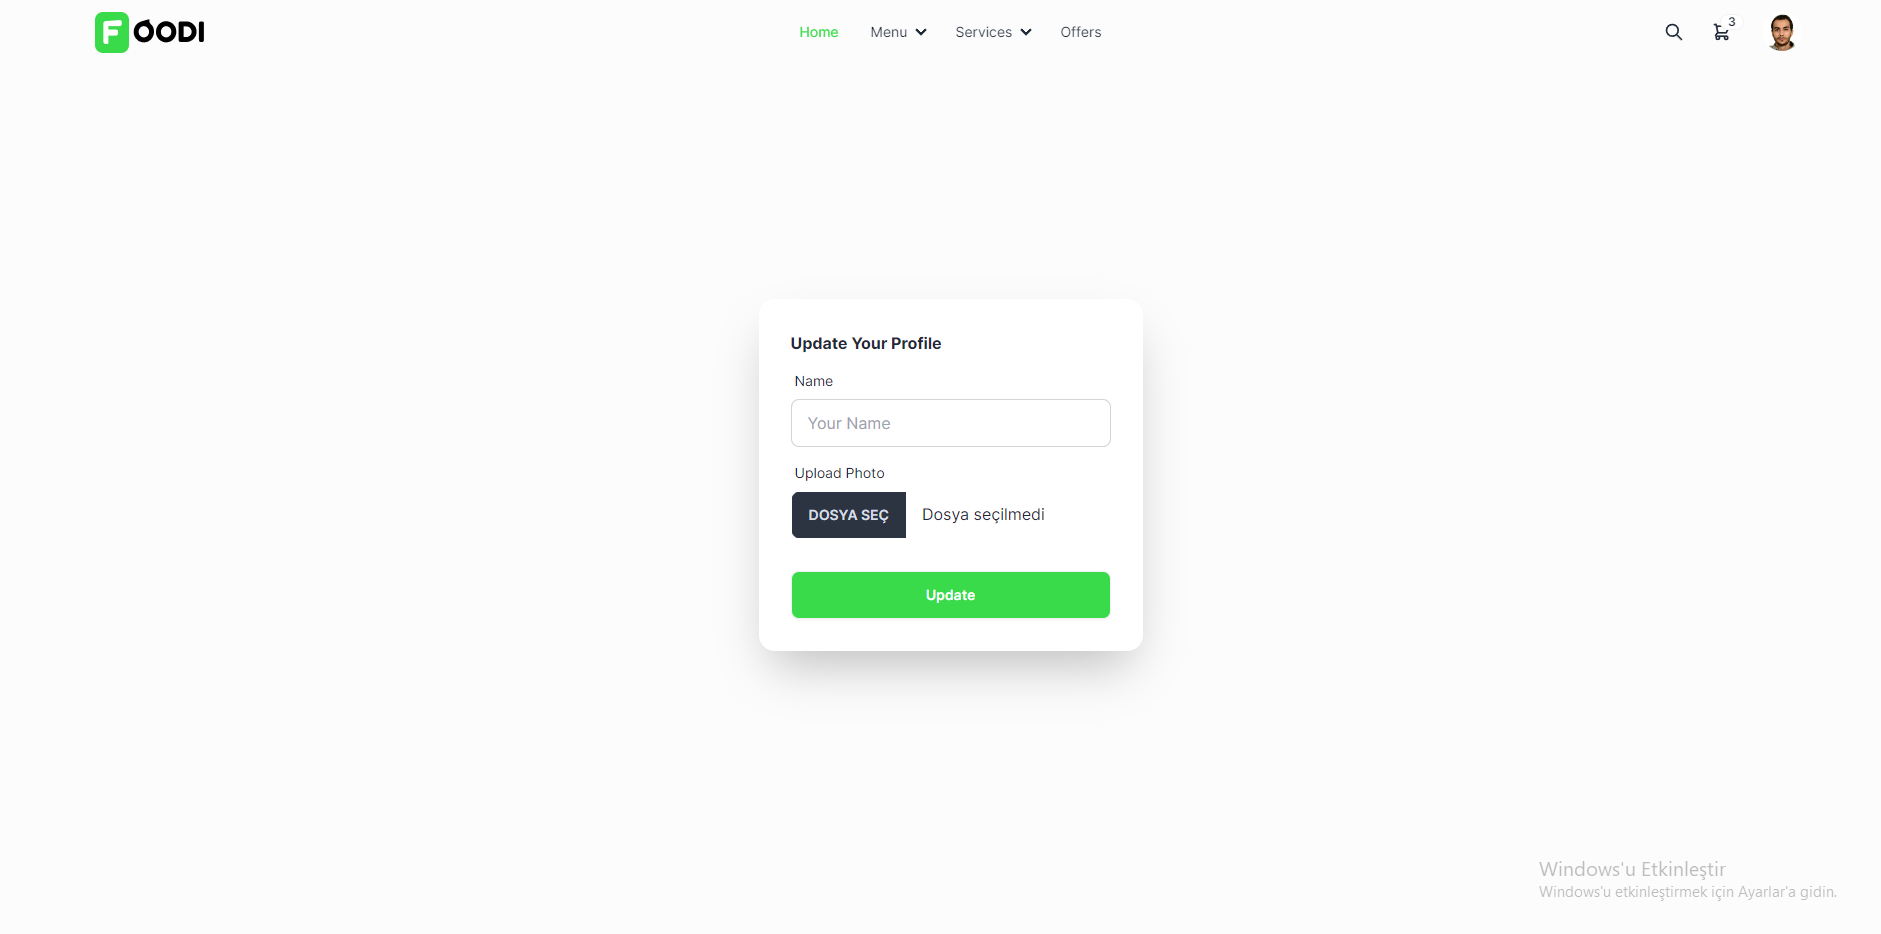 FOODI
Home Menu Services Offers 3
Update Your Profile
Name
Your Name
Upload Photo
DOSYA SEÇ Dosya seçilmedi
Update
Windows'u Etkinleştir
Windows'u etkinleştirmek için Ayarlar'a gidin.